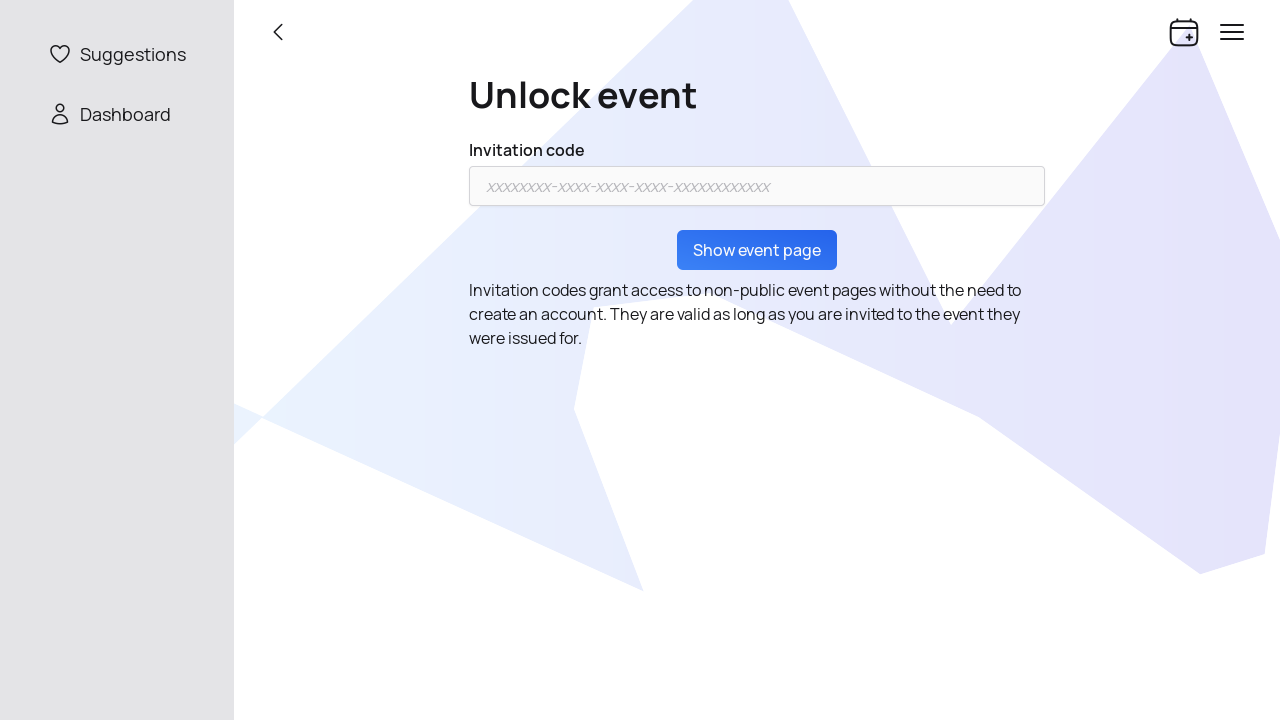 Suggestions
Dashboard
Unlock event
Invitation code
xxxxxxxx-xxxx-xxxx-xxxx-xxxxxxxxxxxx
Show event page
Invitation codes grant access to non-public event pages without the need to
create an account. They are valid as long as you are invited to the event they
were issued for.